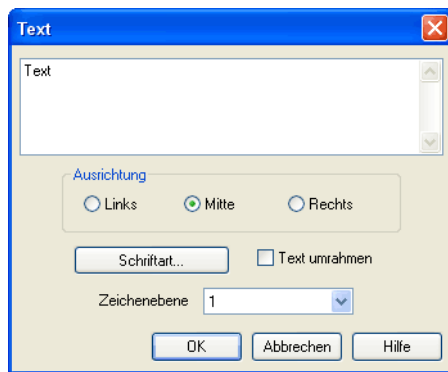 Text
Text
Ausrichtung
Links Mitte Rechts
Schriftart... Text umrahmen
Zeichenebene 1
OK Abbrechen Hilfe